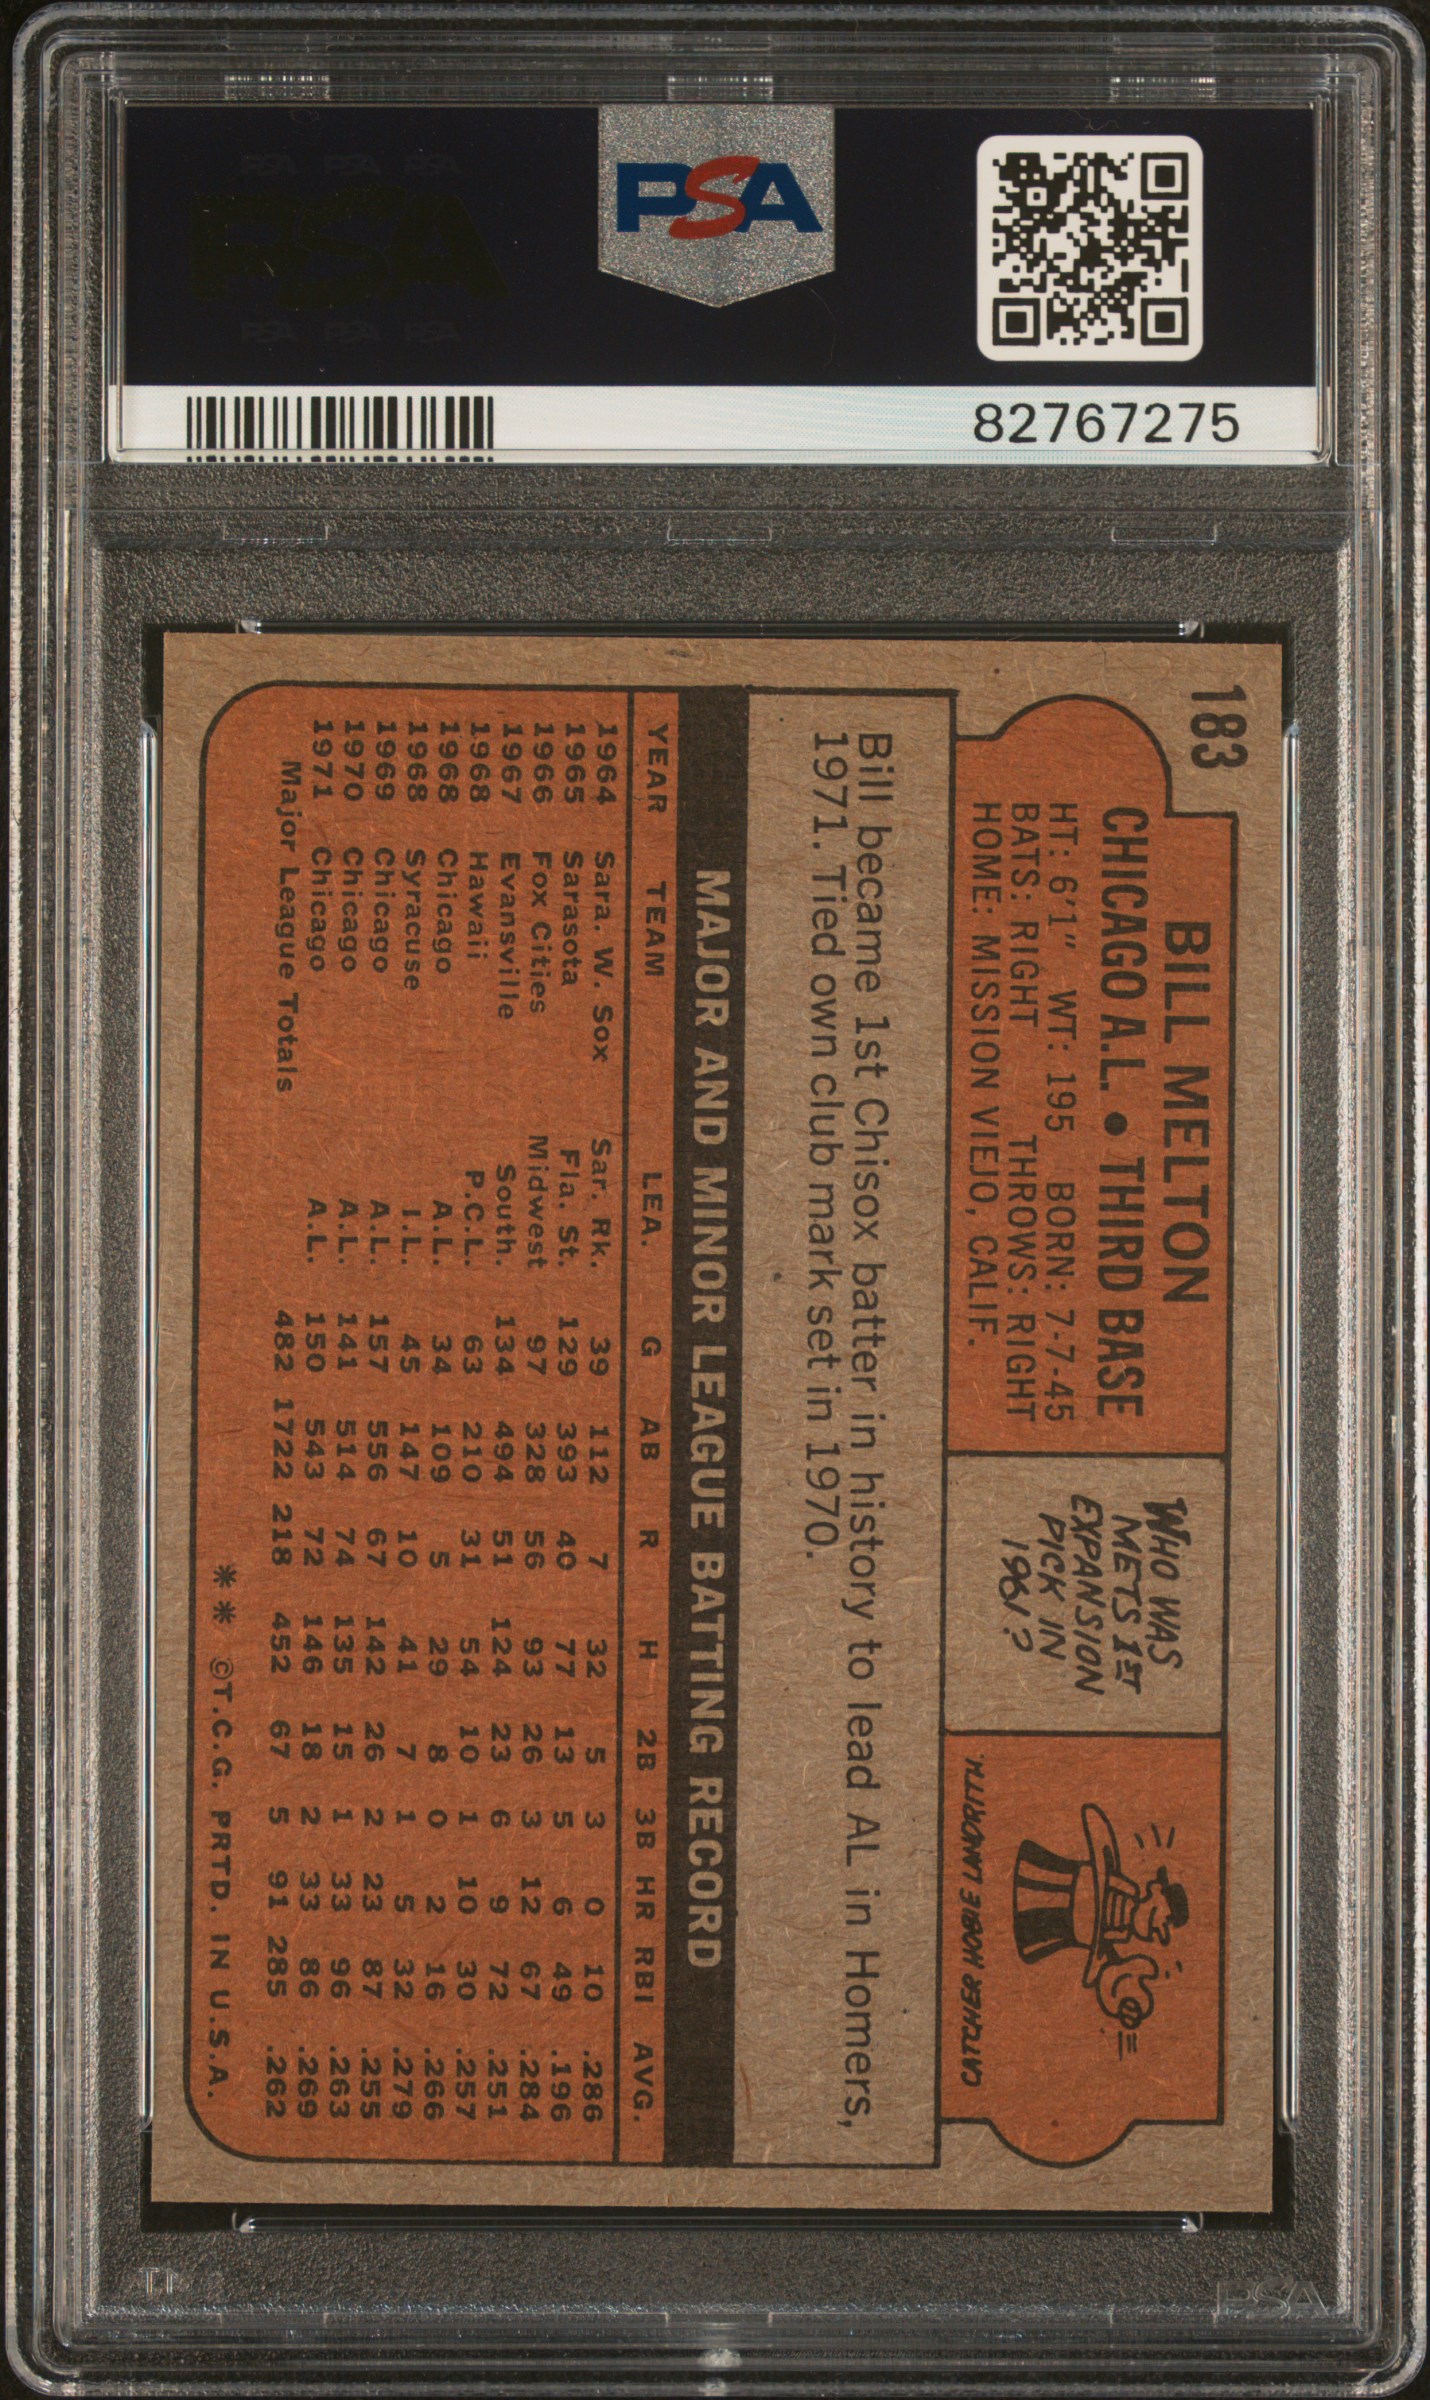 PSA
82767275
183
BILL MELTON
CHICAGO A.L. • THIRD BASE
HT: 6'1" WT: 195 BORN: 7-7-45
BATS: RIGHT THROWS: RIGHT
HOME: MISSION VIEJO, CALIF.
WHO WAS
METS 1ST
EXPANSION
PICK IN
1961?
CATCHER HOBIE LANDRITH.
Bill became 1st Chisox batter in history to lead AL in Homers,
1971. Tied own club mark set in 1970.
MAJOR AND MINOR LEAGUE BATTING RECORD
YEAR TEAM LEA. G AB R H 2B 3B HR RBI AVG.
1964 Sara. W. Sox Sar. Rk. 39 112 7 32 5 3 0 10 .286
1965 Sarasota Fla. St. 129 393 40 77 13 5 6 49 .196
1966 Fox Cities Midwest 97 328 56 93 26 3 12 67 .284
1967 Evansville South. 134 494 51 124 23 6 9 72 .251
1968 Hawaii P.C.L. 63 210 31 54 10 1 10 30 .257
1968 Chicago A.L. 34 109 5 29 8 0 2 16 .266
1968 Syracuse I.L. 45 147 10 41 7 1 5 32 .279
1969 Chicago A.L. 157 556 67 142 26 2 23 87 .255
1970 Chicago A.L. 141 514 74 135 15 1 33 96 .263
1971 Chicago A.L. 150 543 72 146 18 2 33 86 .269
Major League Totals 482 1722 218 452 67 5 91 285 .262
** ©T.C.G. PRTD. IN U.S.A.
PSA